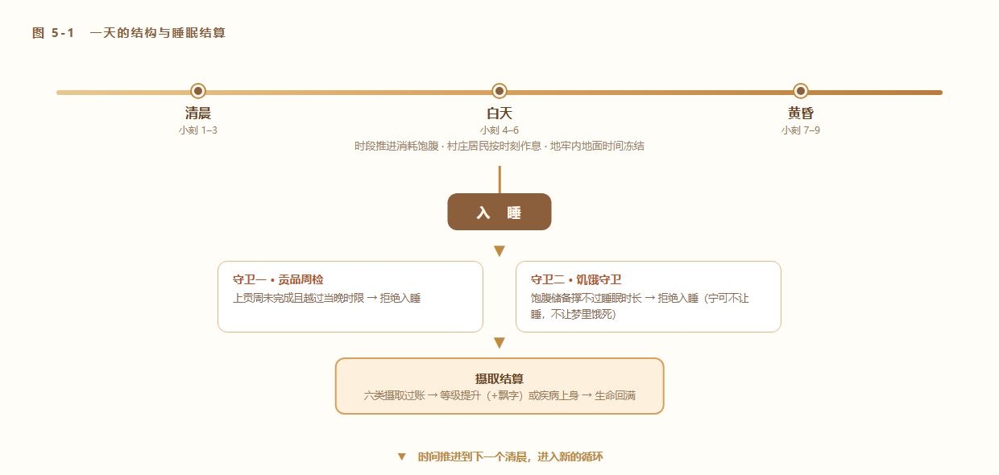 图 5-1 一天的结构与睡眠结算
清晨
小刻 1–3
白天
小刻 4–6
黄昏
小刻 7–9
时段推进消耗饱腹 · 村庄居民按时刻作息 · 地牢内地面时间冻结
入 睡
▼
守卫一 • 贡品周检
上贡周未完成且越过当晚时限 → 拒绝入睡
守卫二 • 饥饿守卫
饱腹储备撑不过睡眠时长 → 拒绝入睡（宁可不让
睡，不让梦里饿死）
▼
摄取结算
六类摄取过账 → 等级提升（+飘字）或疾病上身 → 生命回满
▼ 时间推进到下一个清晨，进入新的循环